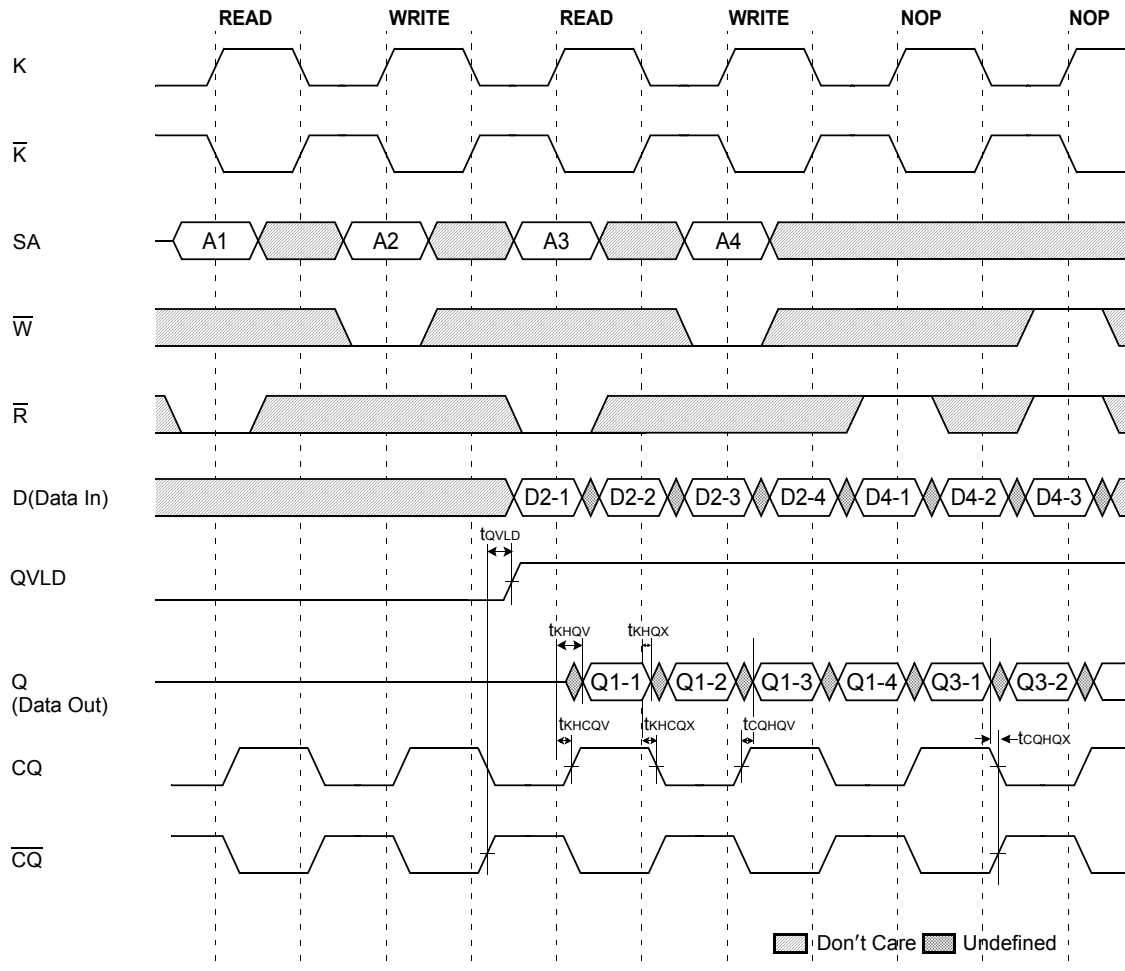 READ WRITE READ WRITE NOP NOP
K
K̅
SA A1 A2 A3 A4
W̅
R̅
D(Data In) D2-1 D2-2 D2-3 D2-4 D4-1 D4-2 D4-3
tQVLD
QVLD
tKHQV tKHQX
Q Q1-1 Q1-2 Q1-3 Q1-4 Q3-1 Q3-2
(Data Out)
tKHCQV tKHCQX tCQHQV tCQHQX
CQ
C̅Q̅
Don't Care Undefined